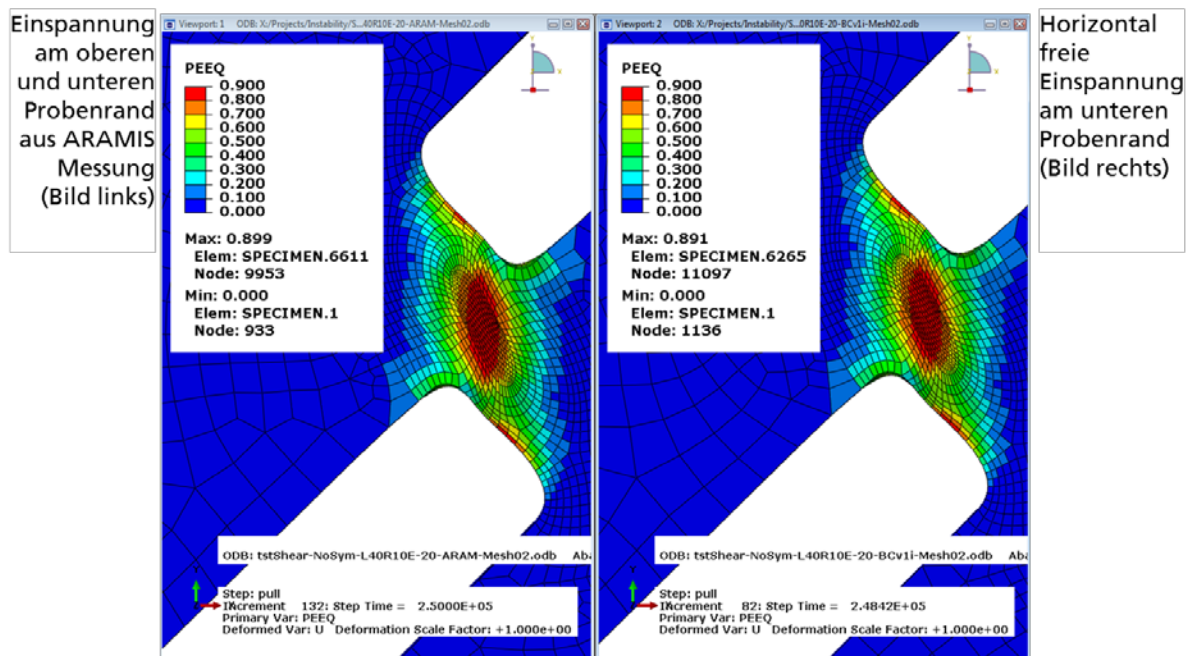 Einspannung
am oberen
und unteren
Probenrand
aus ARAMIS
Messung
(Bild links)
Viewport: 1 ODB: X:/Projects/Instability/S...40R10E-20-ARAM-Mesh02.odb
PEEQ
0.900
0.800
0.700
0.600
0.500
0.400
0.300
0.200
0.100
0.000
Max: 0.899
Elem: SPECIMEN.6611
Node: 9953
Min: 0.000
Elem: SPECIMEN.1
Node: 933
Y
X
ODB: tstShear-NoSym-L40R10E-20-ARAM-Mesh02.odb Aba
Step: pull
Increment 132: Step Time = 2.5000E+05
Primary Var: PEEQ
Deformed Var: U Deformation Scale Factor: +1.000e+00
Viewport: 2 ODB: X:/Projects/Instability/S...0R10E-20-BCv1i-Mesh02.odb
PEEQ
0.900
0.800
0.700
0.600
0.500
0.400
0.300
0.200
0.100
0.000
Max: 0.891
Elem: SPECIMEN.6265
Node: 11097
Min: 0.000
Elem: SPECIMEN.1
Node: 1136
Y
X
ODB: tstShear-NoSym-L40R10E-20-BCv1i-Mesh02.odb Aba
Step: pull
Increment 82: Step Time = 2.4842E+05
Primary Var: PEEQ
Deformed Var: U Deformation Scale Factor: +1.000e+00
Horizontal
freie
Einspannung
am unteren
Probenrand
(Bild rechts)